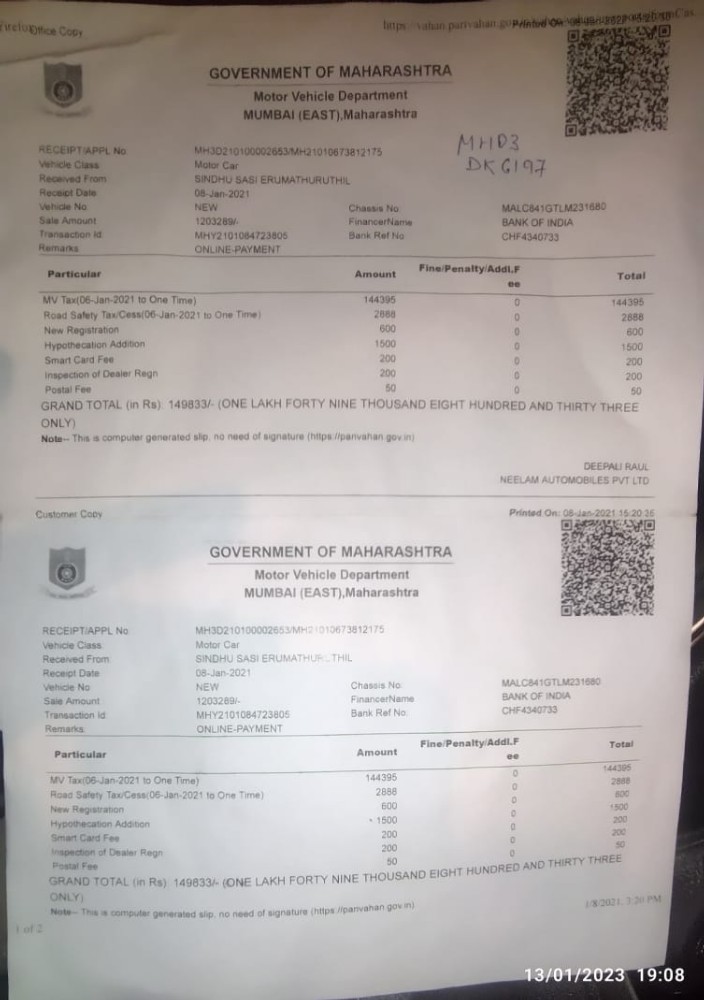 Office Copy
GOVERNMENT OF MAHARASHTRA
Motor Vehicle Department
MUMBAI (EAST),Maharashtra
MH03
DK6197
RECEIPT/APPL No MH3D210100002653/MH21010673812175
Vehicle Class Motor Car
Received From SINDHU SASI ERUMATHURUTHIL
Receipt Date 08-Jan-2021
Vehicle No. NEW Chassis No. MALC841GTLM231680
Sale Amount 1203289/- FinancerName BANK OF INDIA
Transaction Id: MHY2101084723805 Bank Ref No. CHF4340733
Remarks ONLINE-PAYMENT
Particular Amount Fine/Penalty/Addl.F Total
ee
MV Tax(06-Jan-2021 to One Time) 144395 0 144395
Road Safety Tax/Cess(06-Jan-2021 to One Time) 2888 0 2888
New Registration 600 0 600
Hypothecation Addition 1500 0 1500
Smart Card Fee 200 0 200
Inspection of Dealer Regn 200 0 200
Postal Fee 50 0 50
GRAND TOTAL (in Rs): 149833/- (ONE LAKH FORTY NINE THOUSAND EIGHT HUNDRED AND THIRTY THREE
ONLY)
Note-- This is computer generated slip, no need of signature (https://parivahan.gov.in)
DEEPALI RAUL
NEELAM AUTOMOBILES PVT LTD
Customer Copy Printed On: 08-Jan-2021 15:20:36
GOVERNMENT OF MAHARASHTRA
Motor Vehicle Department
MUMBAI (EAST),Maharashtra
RECEIPT/APPL No MH3D210100002653/MH21010673812175
Vehicle Class Motor Car
Received From SINDHU SASI ERUMATHURUTHIL
Receipt Date 08-Jan-2021
Vehicle No NEW Chassis No. MALC841GTLM231680
Sale Amount 1203289/- FinancerName BANK OF INDIA
Transaction Id: MHY2101084723805 Bank Ref No. CHF4340733
Remarks ONLINE-PAYMENT
Particular Amount Fine/Penalty/Addl.F Total
ee
MV Tax(06-Jan-2021 to One Time) 144395 0 144395
Road Safety Tax/Cess(06-Jan-2021 to One Time) 2888 0 2888
New Registration 600 0 600
Hypothecation Addition 1500 0 1500
Smart Card Fee 200 0 200
Inspection of Dealer Regn 200 0 200
Postal Fee 50 0 50
GRAND TOTAL (in Rs): 149833/- (ONE LAKH FORTY NINE THOUSAND EIGHT HUNDRED AND THIRTY THREE
ONLY)
Note-- This is computer generated slip, no need of signature (https://parivahan.gov.in)
1 of 2 1/8/2021, 3:20 PM
13/01/2023 19:08